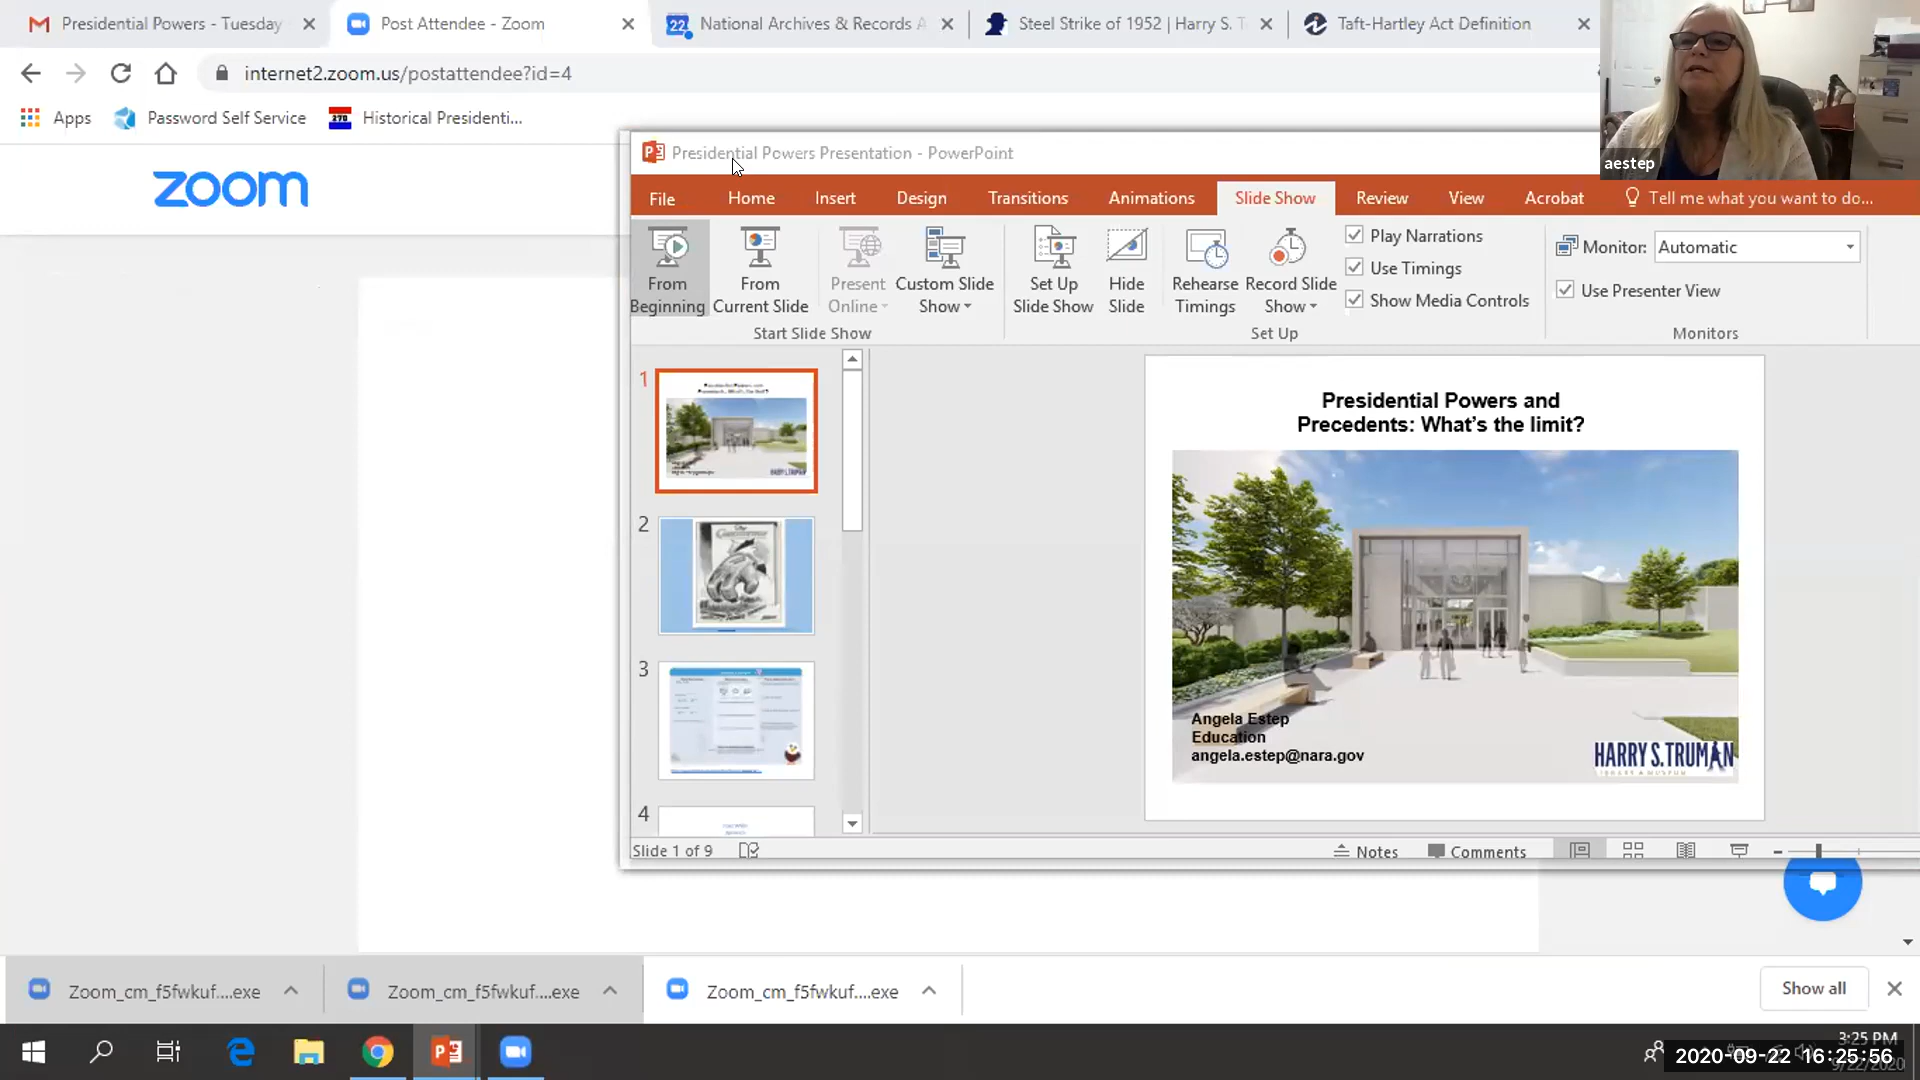 Presidential Powers - Tuesday
Post Attendee - Zoom
National Archives & Records A
Steel Strike of 1952 | Harry S. T
Taft-Hartley Act Definition
internet2.zoom.us/postattendee?id=4
Apps
Password Self Service
Historical Presidenti...
zoom
aestep
Presidential Powers Presentation - PowerPoint
File
Home
Insert
Design
Transitions
Animations
Slide Show
Review
View
Acrobat
Tell me what you want to do...
From
Beginning
From
Current Slide
Present
Online
Custom Slide
Show
Set Up
Slide Show
Hide
Slide
Rehearse
Timings
Record Slide
Show
Play Narrations
Use Timings
Show Media Controls
Monitor: Automatic
Use Presenter View
Start Slide Show
Set Up
Monitors
1
2
3
4
Presidential Powers and
Precedents: What's the limit?
Angela Estep
Education
angela.estep@nara.gov
HARRY S. TRUMAN
LIBRARY & MUSEUM
Slide 1 of 9
Notes
Comments
Zoom_cm_f5fwkuf....exe
Zoom_cm_f5fwkuf....exe
Zoom_cm_f5fwkuf....exe
Show all
3:25 PM
9/22/2020
2020-09-22 16:25:56